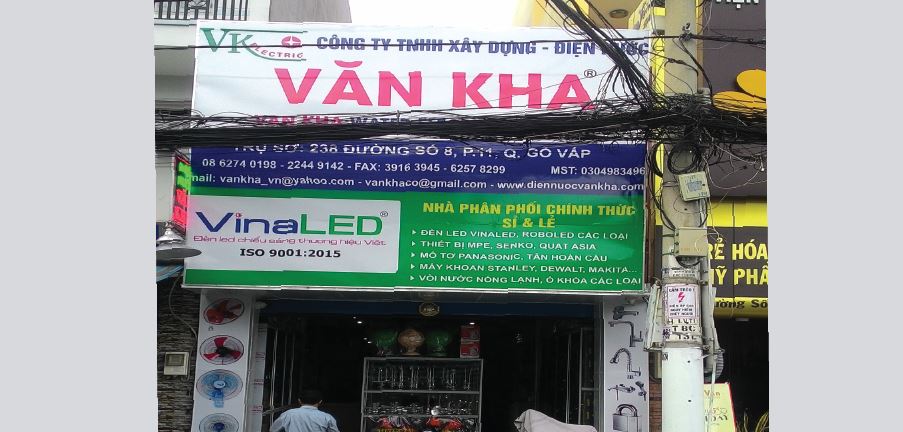 VK ELECTRIC
CÔNG TY TNHH XÂY DỰNG - ĐIỆN NƯỚC
VĂN KHA®
VAN KHA
TRỤ SỞ: 238 ĐƯỜNG SỐ 8, P.11, Q. GÒ VẤP
08 6274 0198 - 2244 9142 - FAX: 3916 3945 - 6257 8299 MST: 0304983496
mail: vankha_vn@yahoo.com - vankhaco@gmail.com - www.diennuocvankha.com
VinaLED®
Đèn led chiếu sáng thương hiệu Việt
ISO 9001:2015
NHÀ PHÂN PHỐI CHÍNH THỨC
SỈ & LẺ
ĐÈN LED VINALED, ROBOLED CÁC LOẠI
THIẾT BỊ MPE, SENKO, QUẠT ASIA
MÔ TƠ PANASONIC, TÂN HOÀN CẦU
MÁY KHOAN STANLEY, DEWALT, MAKITA...
VÒI NƯỚC NÓNG LẠNH, Ổ KHÓA CÁC LOẠI
RẺ HÓA
MỸ PHẨ